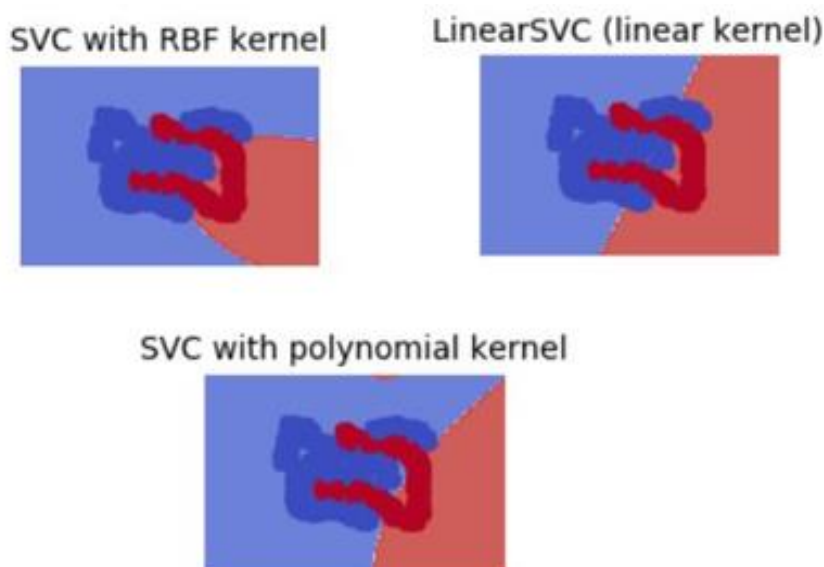 SVC with RBF kernel
LinearSVC (linear kernel)
SVC with polynomial kernel